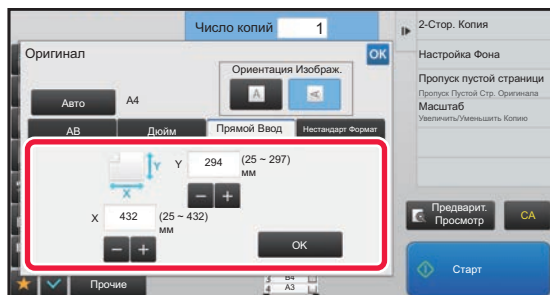 Число копий 1
Оригинал
OK
Ориентация Изображ.
A
A
Авто A4
AB Дюйм Прямой Ввод Нестандарт Формат
Y 294 (25 ~ 297)
мм
Y
X
X 432 (25 ~ 432)
мм
OK
Прочие
B4
4 A3
2-Стор. Копия
Настройка Фона
Пропуск пустой страници
Пропуск Пустой Стр. Оригинала
Масштаб
Увеличить/Уменьшить Копию
Предварит.
Просмотр
CA
Старт